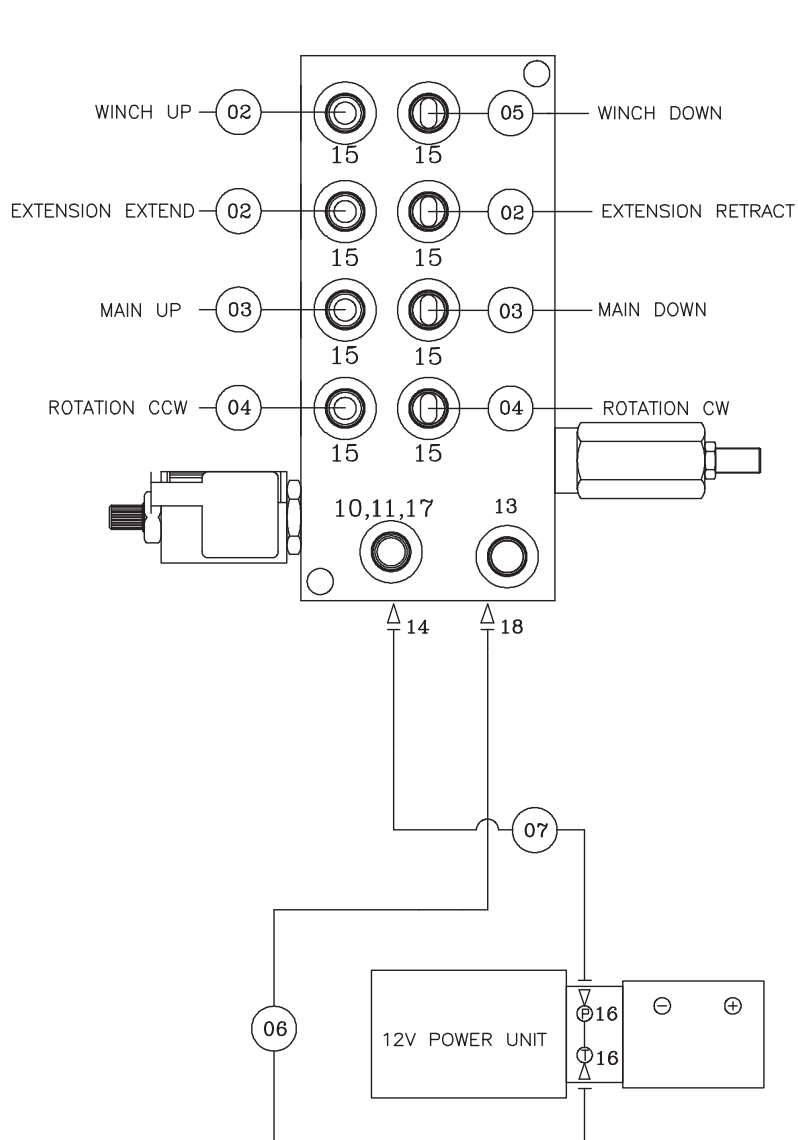 WINCH UP 02 05 WINCH DOWN
15 15
EXTENSION EXTEND 02 02 EXTENSION RETRACT
15 15
MAIN UP 03 03 MAIN DOWN
15 15
ROTATION CCW 04 04 ROTATION CW
15 15
10,11,17 13
14 18
07
06
12V POWER UNIT
P 16
T 16
− +